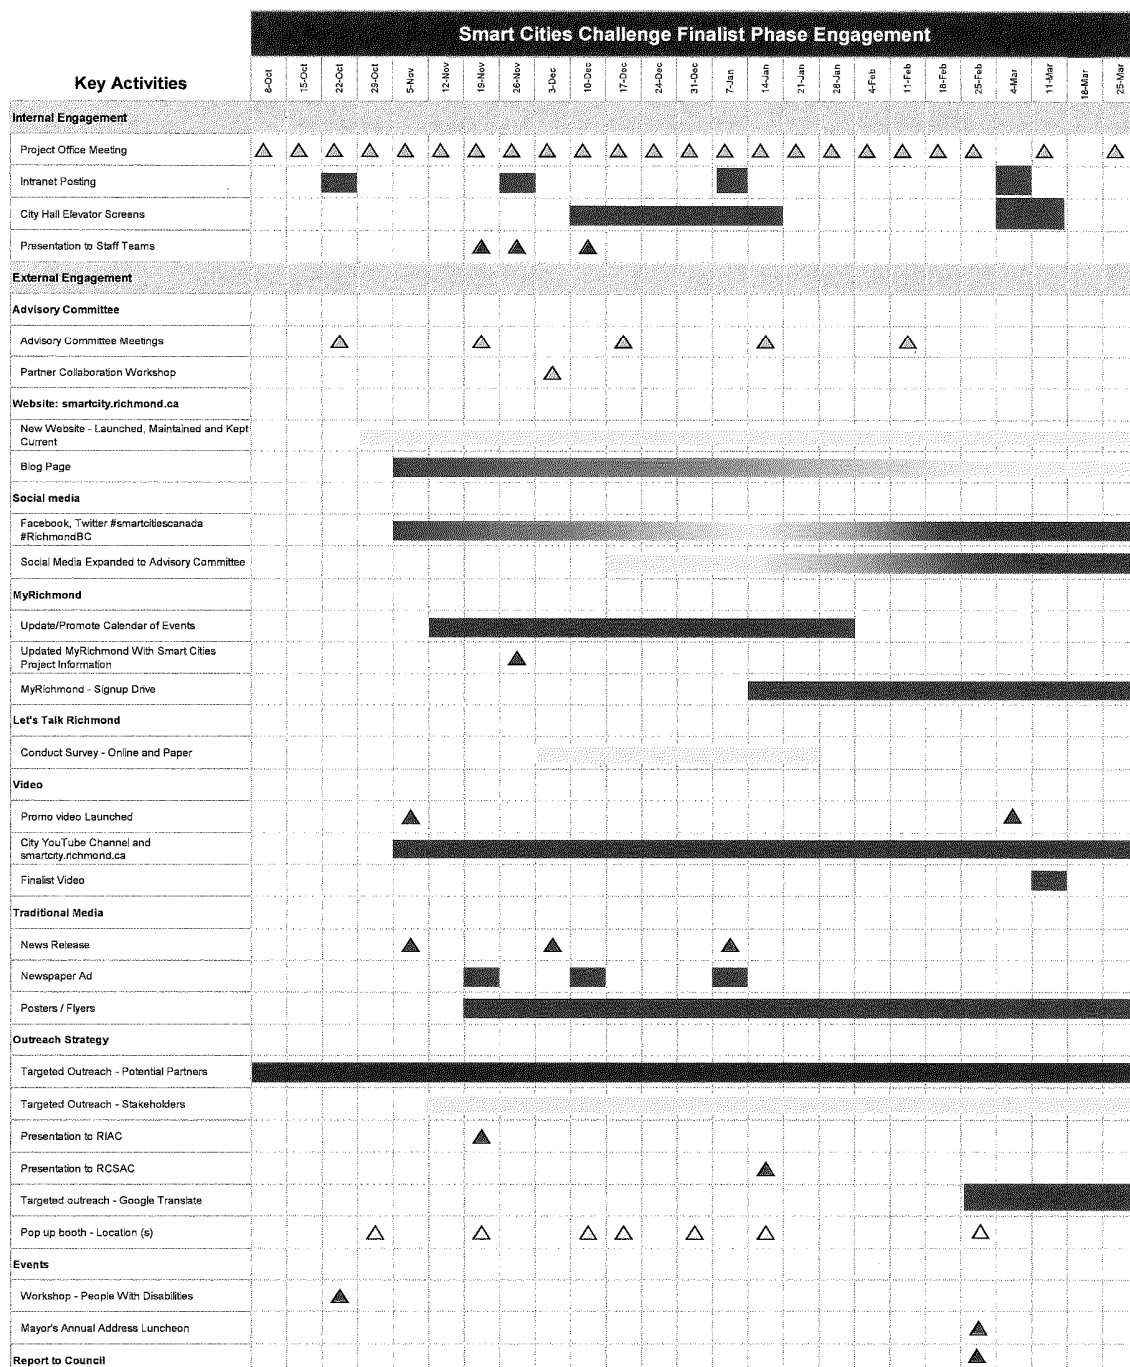 Smart Cities Challenge Finalist Phase Engagement
Key Activities
8-Oct
15-Oct
22-Oct
29-Oct
5-Nov
12-Nov
19-Nov
26-Nov
3-Dec
10-Dec
17-Dec
24-Dec
31-Dec
7-Jan
14-Jan
21-Jan
28-Jan
4-Feb
11-Feb
18-Feb
25-Feb
4-Mar
11-Mar
18-Mar
25-Mar
Internal Engagement
Project Office Meeting
Intranet Posting
City Hall Elevator Screens
Presentation to Staff Teams
External Engagement
Advisory Committee
Advisory Committee Meetings
Partner Collaboration Workshop
Website: smartcity.richmond.ca
New Website - Launched, Maintained and Kept
Current
Blog Page
Social media
Facebook, Twitter #smartcitiescanada
#RichmondBC
Social Media Expanded to Advisory Committee
MyRichmond
Update/Promote Calendar of Events
Updated MyRichmond With Smart Cities
Project Information
MyRichmond - Signup Drive
Let's Talk Richmond
Conduct Survey - Online and Paper
Video
Promo video Launched
City YouTube Channel and
smartcity.richmond.ca
Finalist Video
Traditional Media
News Release
Newspaper Ad
Posters / Flyers
Outreach Strategy
Targeted Outreach - Potential Partners
Targeted Outreach - Stakeholders
Presentation to RIAC
Presentation to RCSAC
Targeted outreach - Google Translate
Pop up booth - Location (s)
Events
Workshop - People With Disabilities
Mayor's Annual Address Luncheon
Report to Council